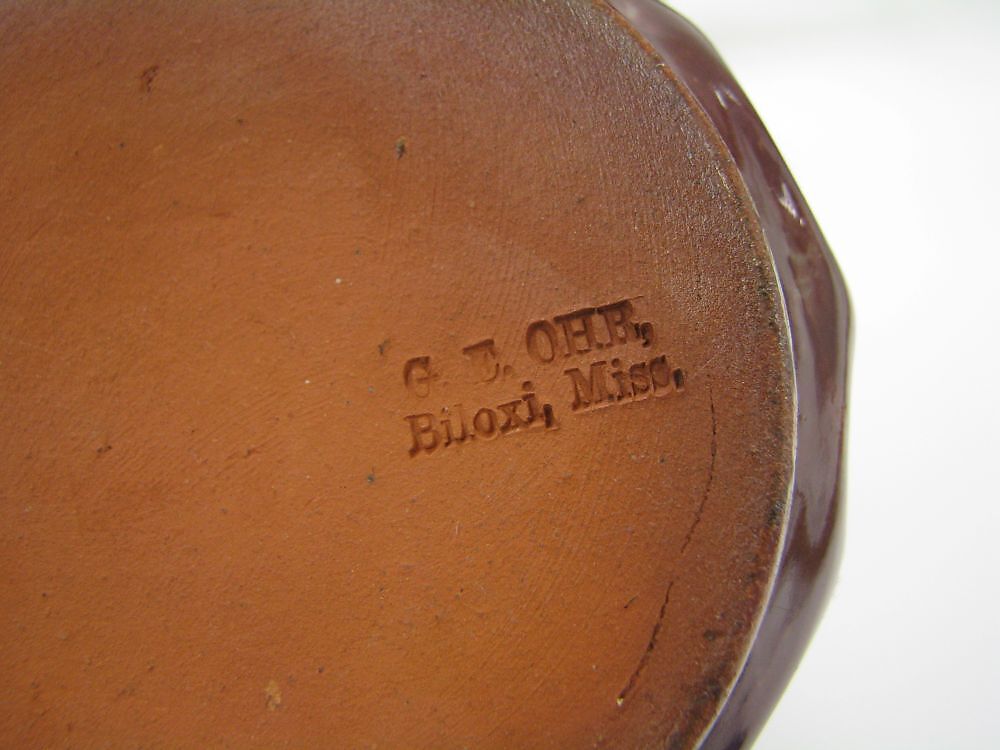 G. E. OHR,
Biloxi, Miss.